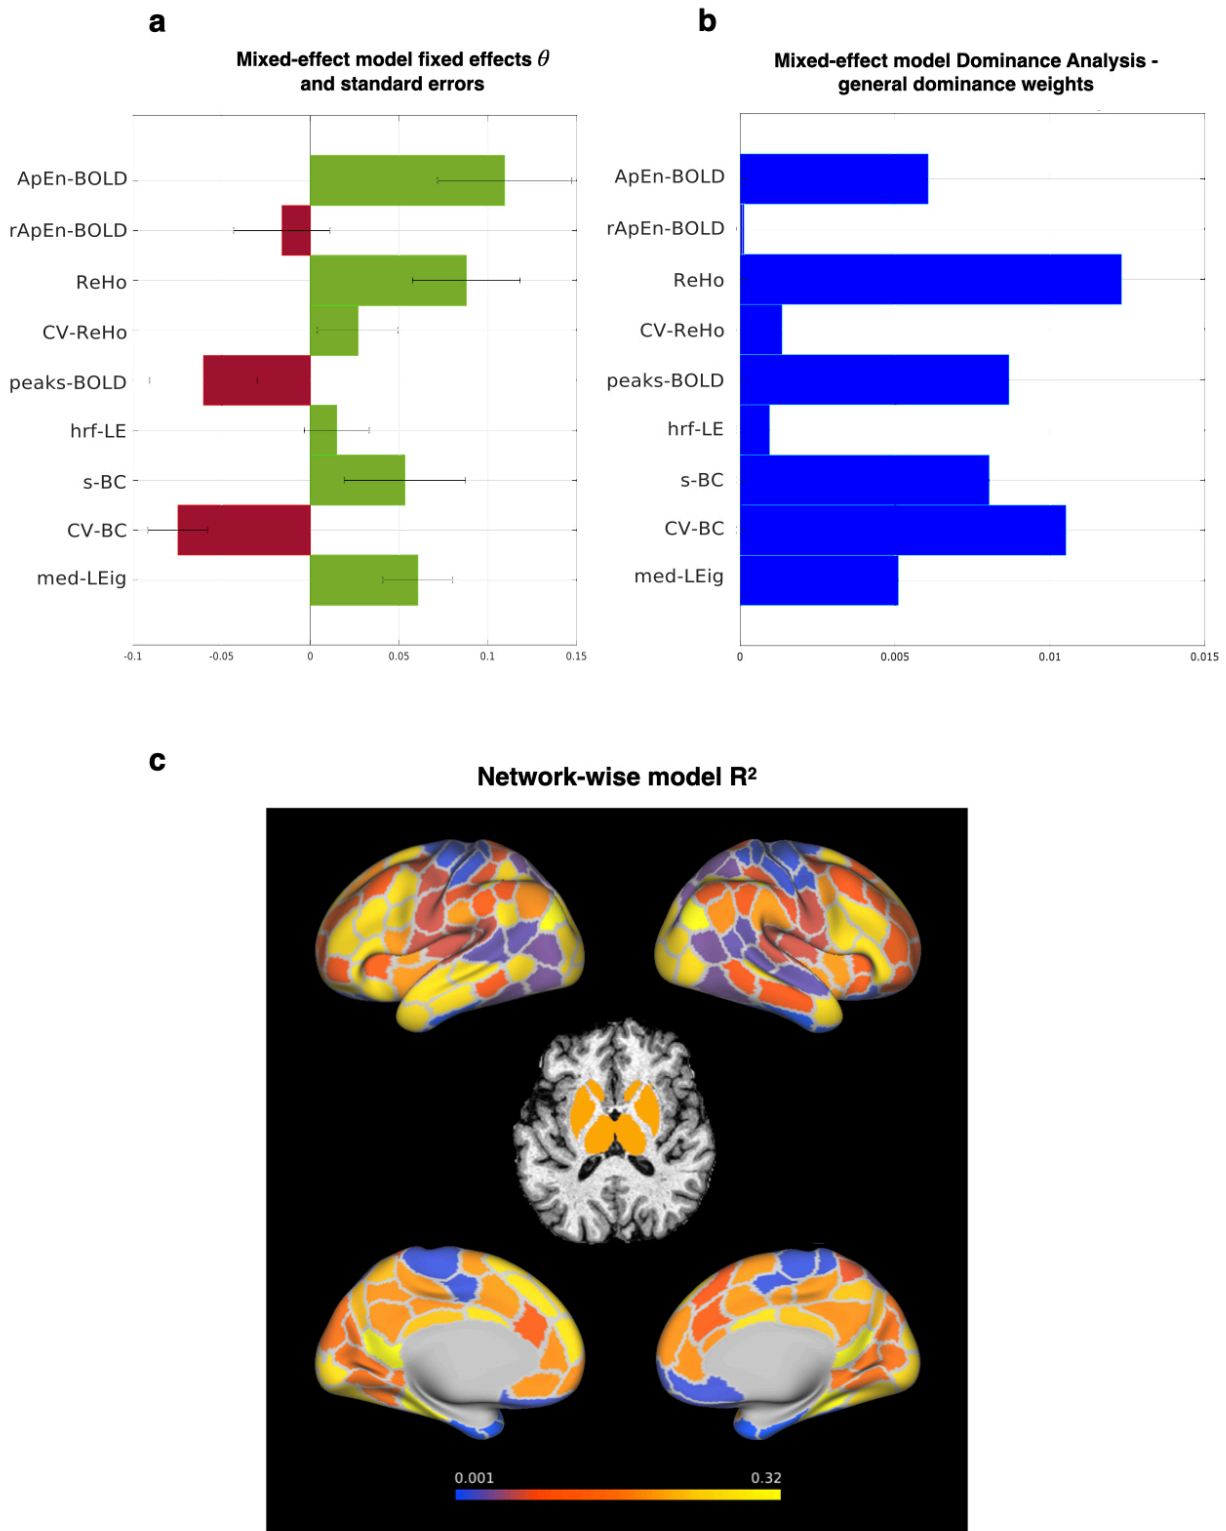 a
Mixed-effect model fixed effects θ
and standard errors
ApEn-BOLD
rApEn-BOLD
ReHo
CV-ReHo
peaks-BOLD
hrf-LE
s-BC
CV-BC
med-LEig
-0.1 -0.05 0 0.05 0.1 0.15
b
Mixed-effect model Dominance Analysis -
general dominance weights
ApEn-BOLD
rApEn-BOLD
ReHo
CV-ReHo
peaks-BOLD
hrf-LE
s-BC
CV-BC
med-LEig
0 0.005 0.01 0.015
c
Network-wise model R²
0.001 0.32